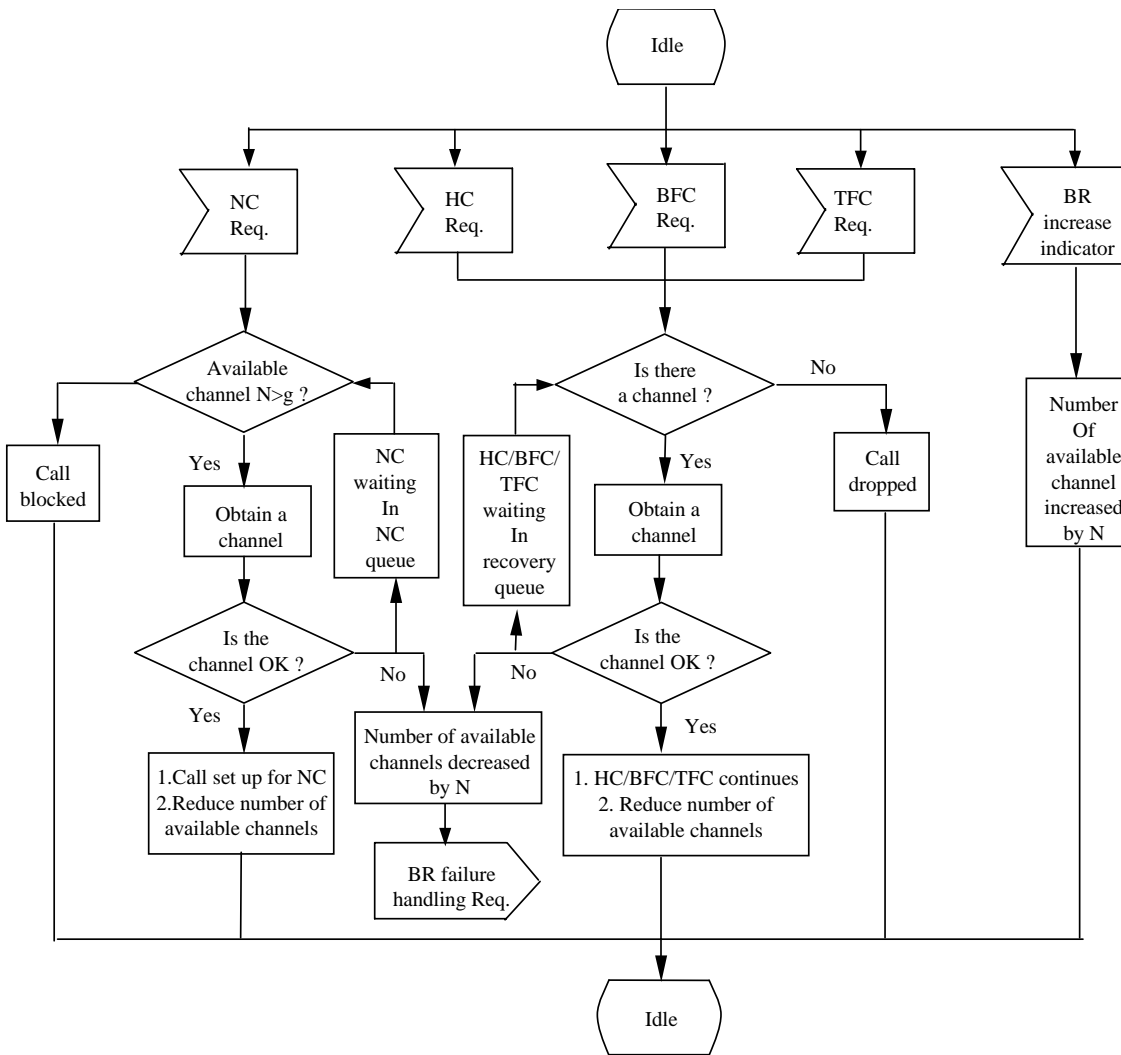 Idle
NC
Req.
HC
Req.
BFC
Req.
TFC
Req.
BR
increase
indicator
Available
channel N>g ?
Is there
a channel ?
No
Call
blocked
Yes
NC
waiting
In
NC
queue
HC/BFC/
TFC
waiting
In
recovery
queue
Yes
Call
dropped
Number
Of
available
channel
increased
by N
Obtain a
channel
Obtain a
channel
Is the
channel OK ?
No
No
Is the
channel OK ?
Yes
Yes
1.Call set up for NC
2.Reduce number of
available channels
Number of available
channels decreased
by N
1. HC/BFC/TFC continues
2. Reduce number of
available channels
BR failure
handling Req.
Idle